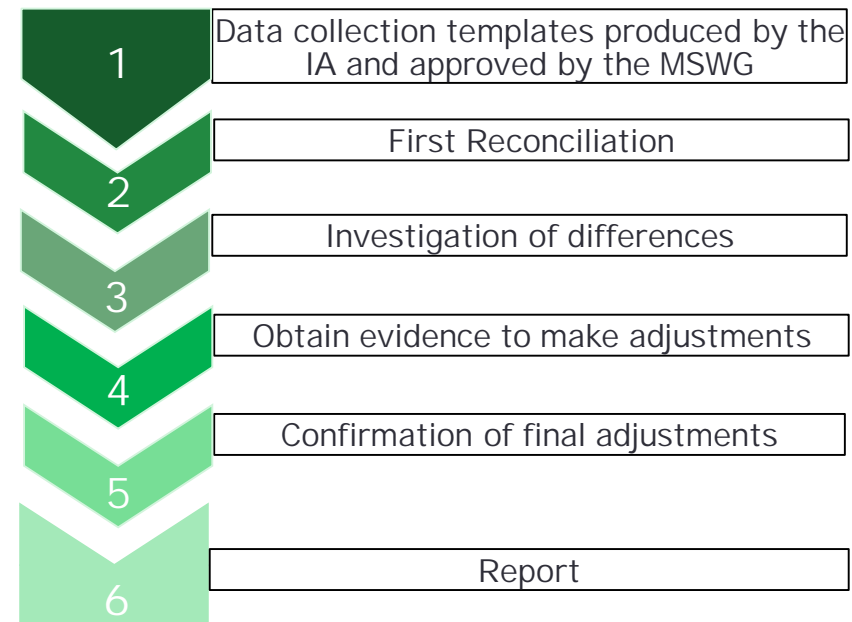 1
Data collection templates produced by the
IA and approved by the MSWG
2
First Reconciliation
3
Investigation of differences
4
Obtain evidence to make adjustments
5
Confirmation of final adjustments
6
Report